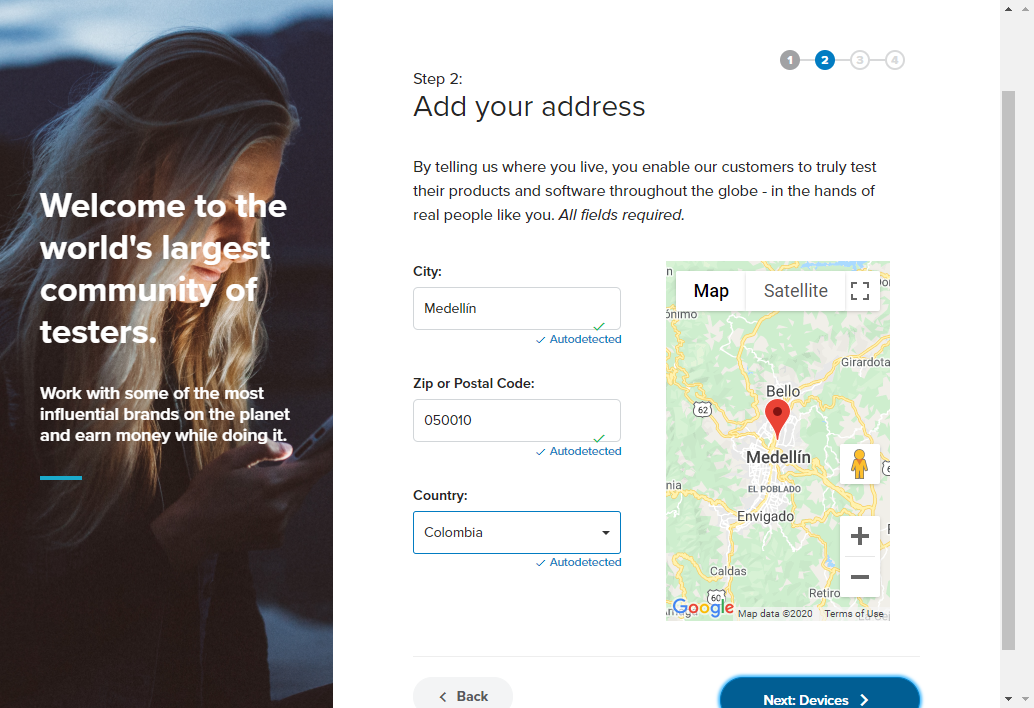 Welcome to the
world's largest
community of
testers.
Work with some of the most
influential brands on the planet
and earn money while doing it.
1 2 3 4
Step 2:
Add your address
By telling us where you live, you enable our customers to truly test
their products and software throughout the globe - in the hands of
real people like you. All fields required.
City:
Medellín
Autodetected
Zip or Postal Code:
050010
Autodetected
Country:
Colombia
Autodetected
Map Satellite
Girardota
Bello
62
Medellín
EL POBLADO
Envigado
Caldas
60
Retiro
Google Map data ©2020 Terms of Use
Back
Next: Devices